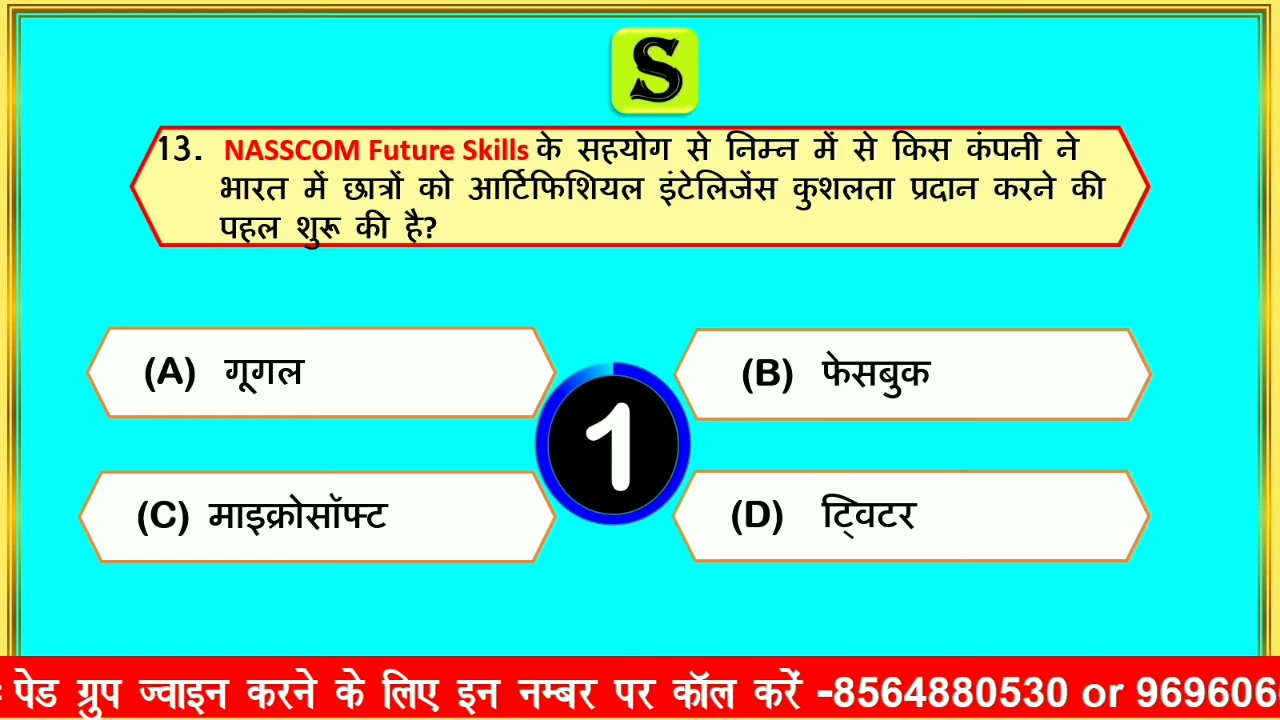 S
13. NASSCOM Future Skills के सहयोग से निम्न में से किस कंपनी ने
भारत में छात्रों को आर्टिफिशियल इंटेलिजेंस कुशलता प्रदान करने की
पहल शुरू की है?
(A) गूगल
(B) फेसबुक
1
(C) माइक्रोसॉफ्ट
(D) ट्विटर
पेड ग्रुप ज्वाइन करने के लिए इन नम्बर पर कॉल करें -8564880530 or 969606